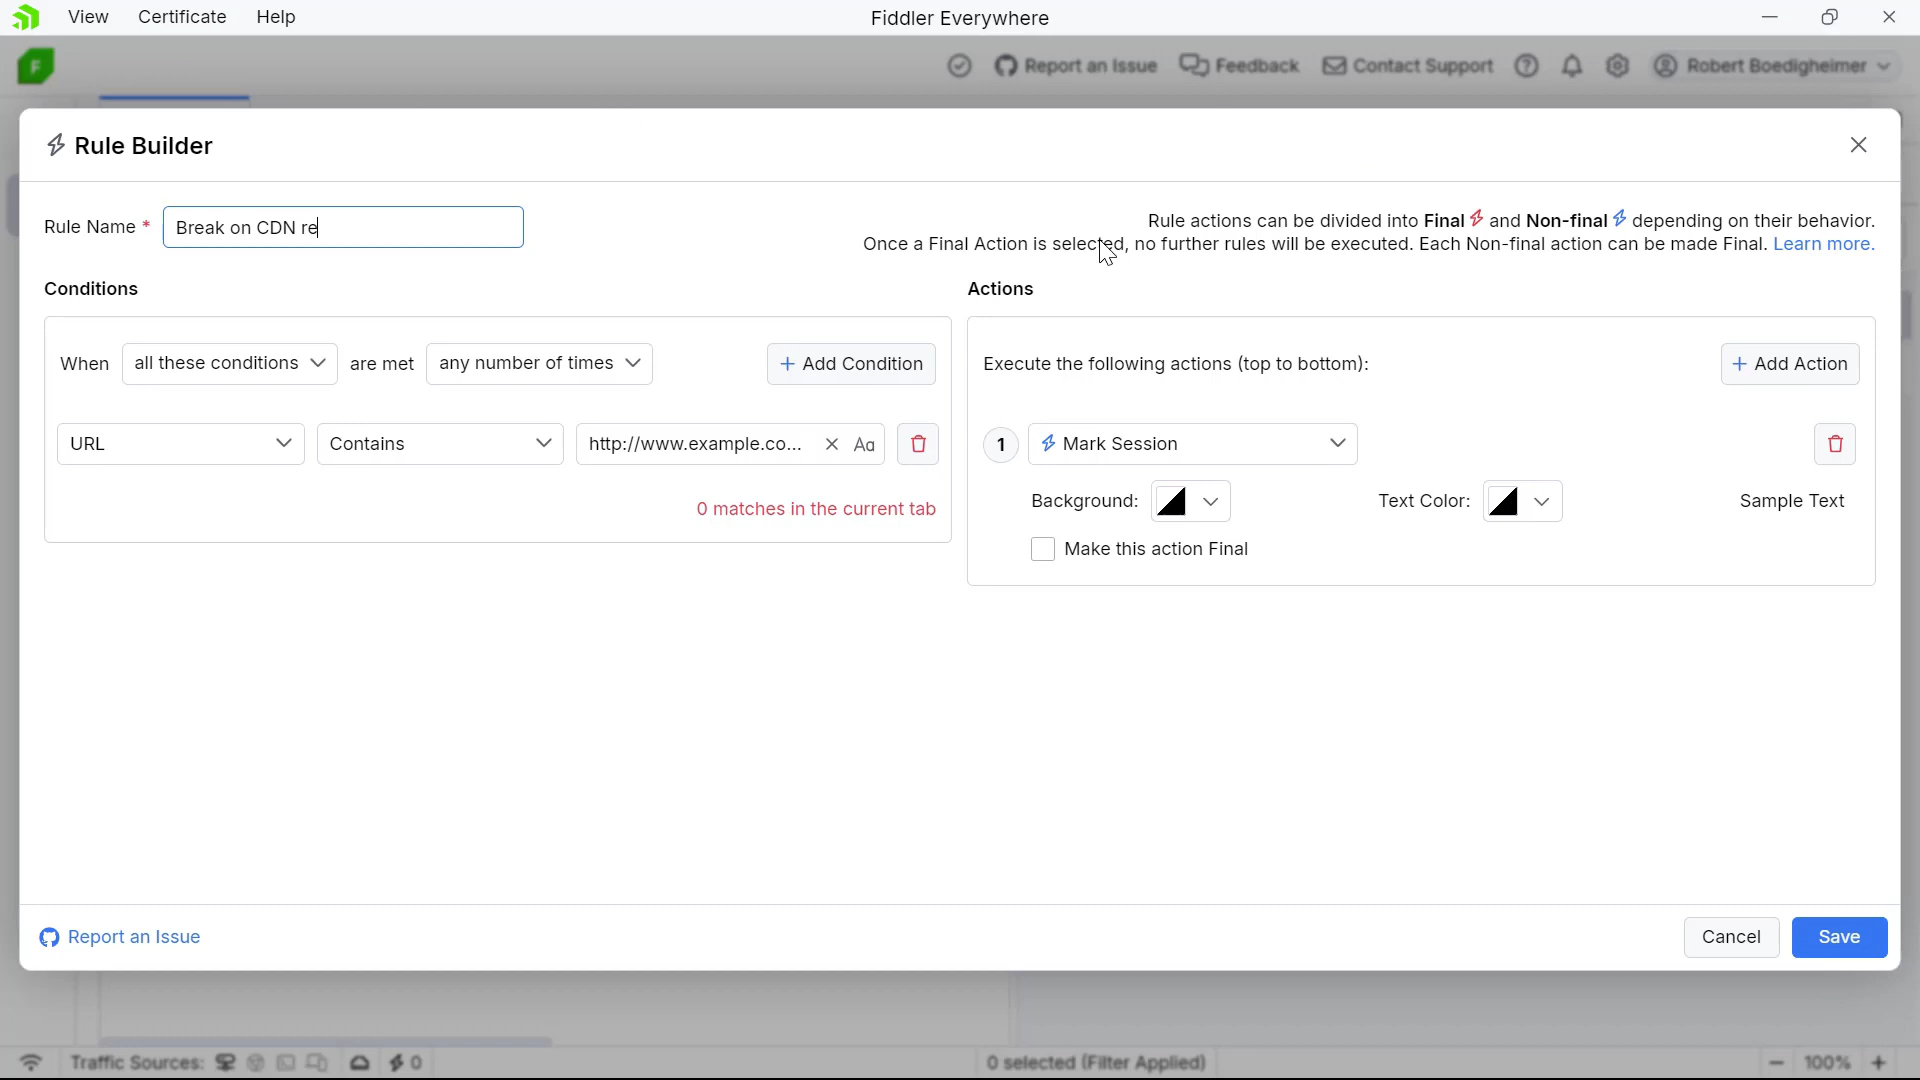 View Certificate Help Fiddler Everywhere
F Report an Issue Feedback Contact Support Robert Boedigheimer
Rule Builder
Rule Name * Break on CDN re
Rule actions can be divided into Final and Non-final depending on their behavior.
Once a Final Action is selected, no further rules will be executed. Each Non-final action can be made Final. Learn more.
Conditions
When all these conditions are met any number of times + Add Condition
URL Contains http://www.example.co... Aa
0 matches in the current tab
Actions
Execute the following actions (top to bottom): + Add Action
1 Mark Session
Background: Text Color: Sample Text
Make this action Final
Report an Issue Cancel Save
Traffic Sources: 0 0 selected (Filter Applied) 100%